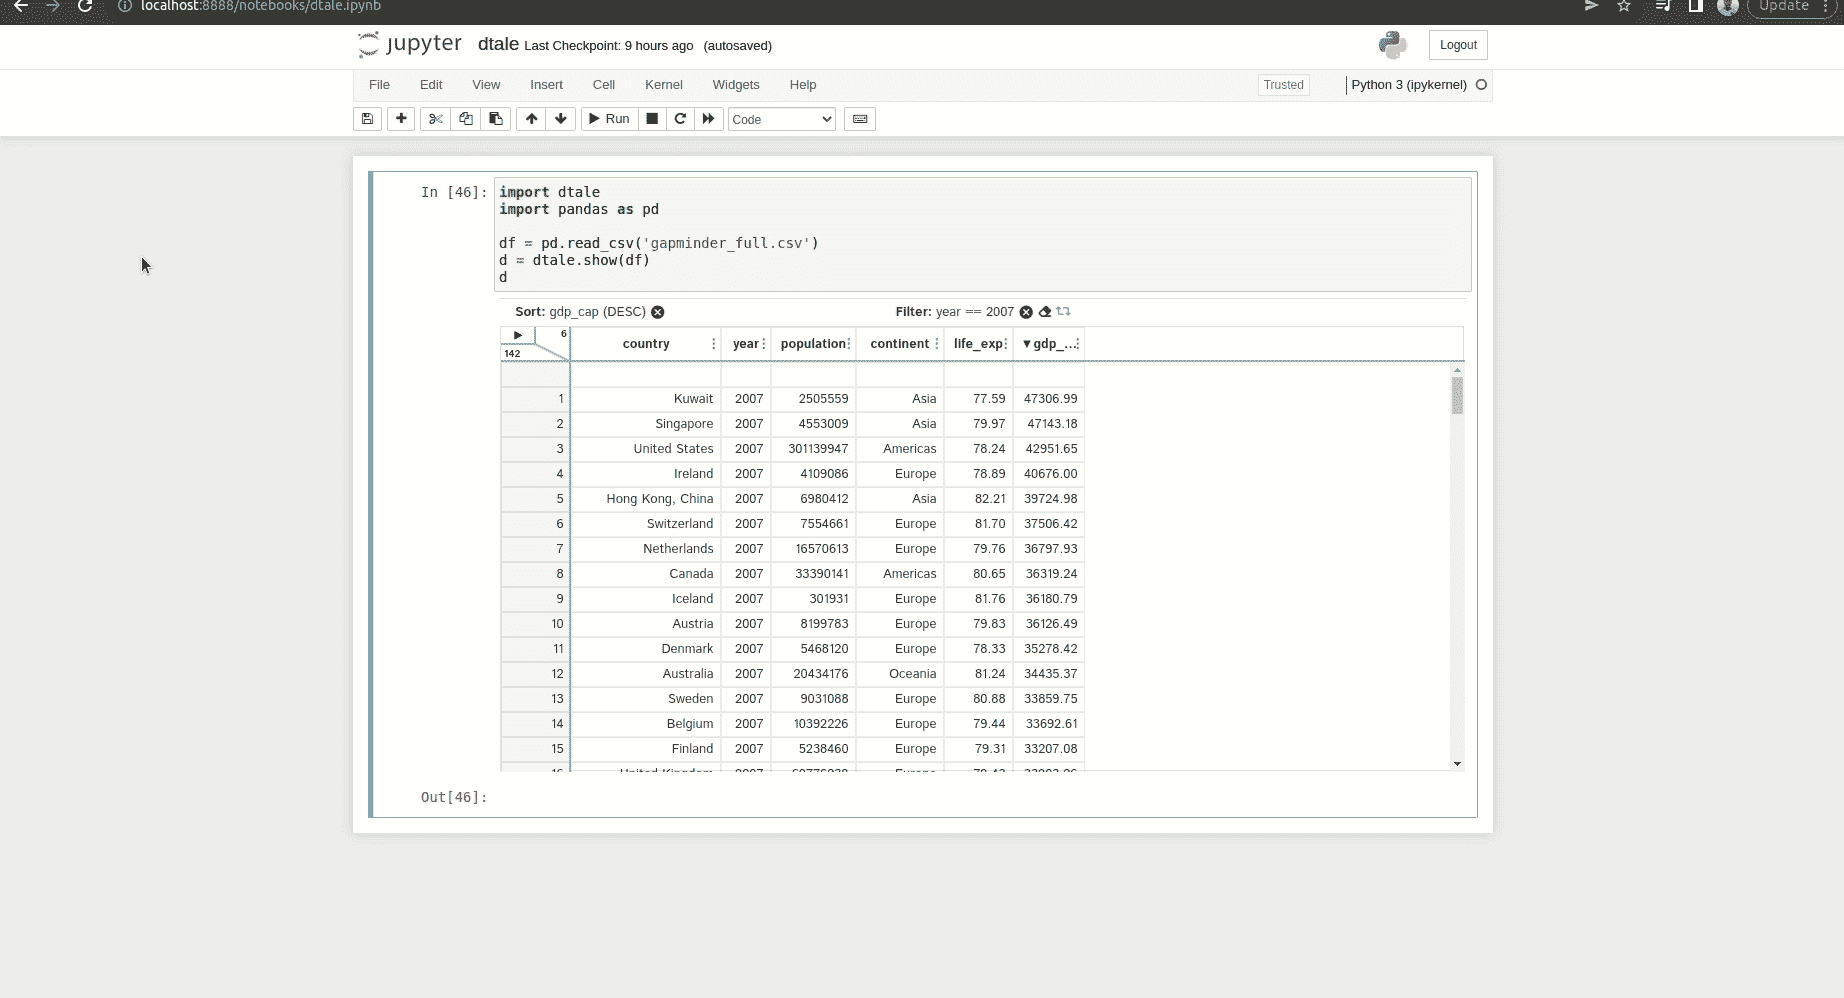 localhost:8888/notebooks/dtale.ipynb
Update
jupyter dtale Last Checkpoint: 9 hours ago (autosaved)
Logout
File Edit View Insert Cell Kernel Widgets Help
Trusted
Python 3 (ipykernel)
Run
Code
In [46]:
import dtale
import pandas as pd
df = pd.read_csv('gapminder_full.csv')
d = dtale.show(df)
d
Sort: gdp_cap (DESC) Filter: year == 2007
6
142
country year population continent life_exp ▼gdp_...
1 Kuwait 2007 2505559 Asia 77.59 47306.99
2 Singapore 2007 4553009 Asia 79.97 47143.18
3 United States 2007 301139947 Americas 78.24 42951.65
4 Ireland 2007 4109086 Europe 78.89 40676.00
5 Hong Kong, China 2007 6980412 Asia 82.21 39724.98
6 Switzerland 2007 7554661 Europe 81.70 37506.42
7 Netherlands 2007 16570613 Europe 79.76 36797.93
8 Canada 2007 33390141 Americas 80.65 36319.24
9 Iceland 2007 301931 Europe 81.76 36180.79
10 Austria 2007 8199783 Europe 79.83 36126.49
11 Denmark 2007 5468120 Europe 78.33 35278.42
12 Australia 2007 20434176 Oceania 81.24 34435.37
13 Sweden 2007 9031088 Europe 80.88 33859.75
14 Belgium 2007 10392226 Europe 79.44 33692.61
15 Finland 2007 5238460 Europe 79.31 33207.08
Out[46]: